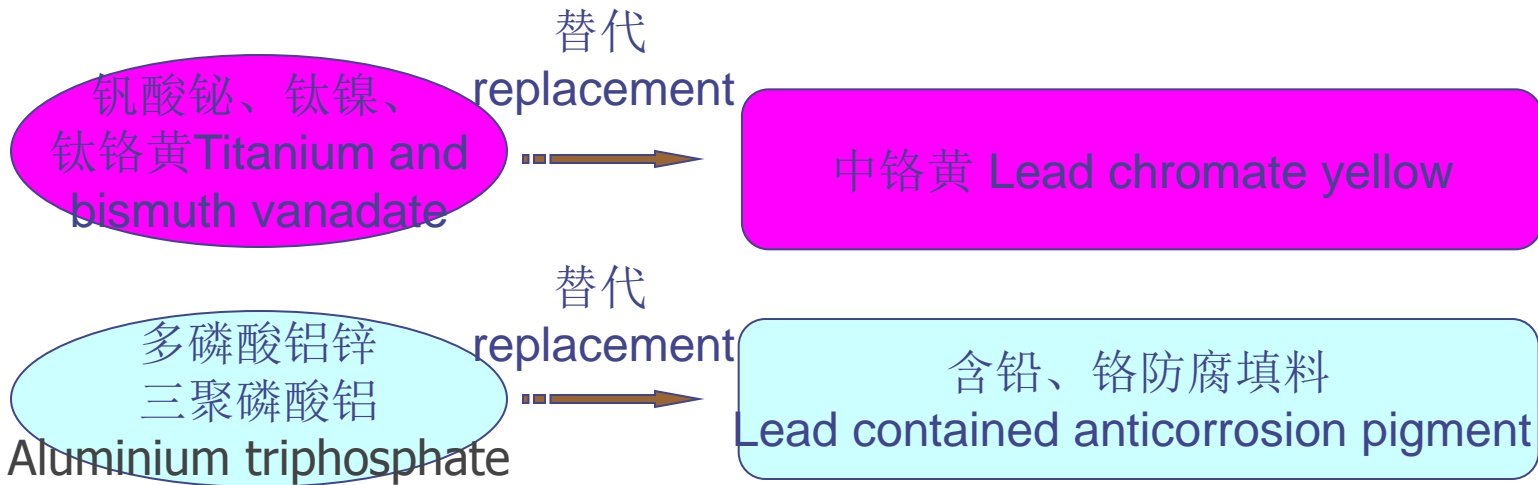 替代
replacement
钒酸铋、钛镍、
钛铬黄Titanium and
bismuth vanadate
中铬黄 Lead chromate yellow
替代
replacement
多磷酸铝锌
三聚磷酸铝
Aluminium triphosphate
含铅、铬防腐填料
Lead contained anticorrosion pigment